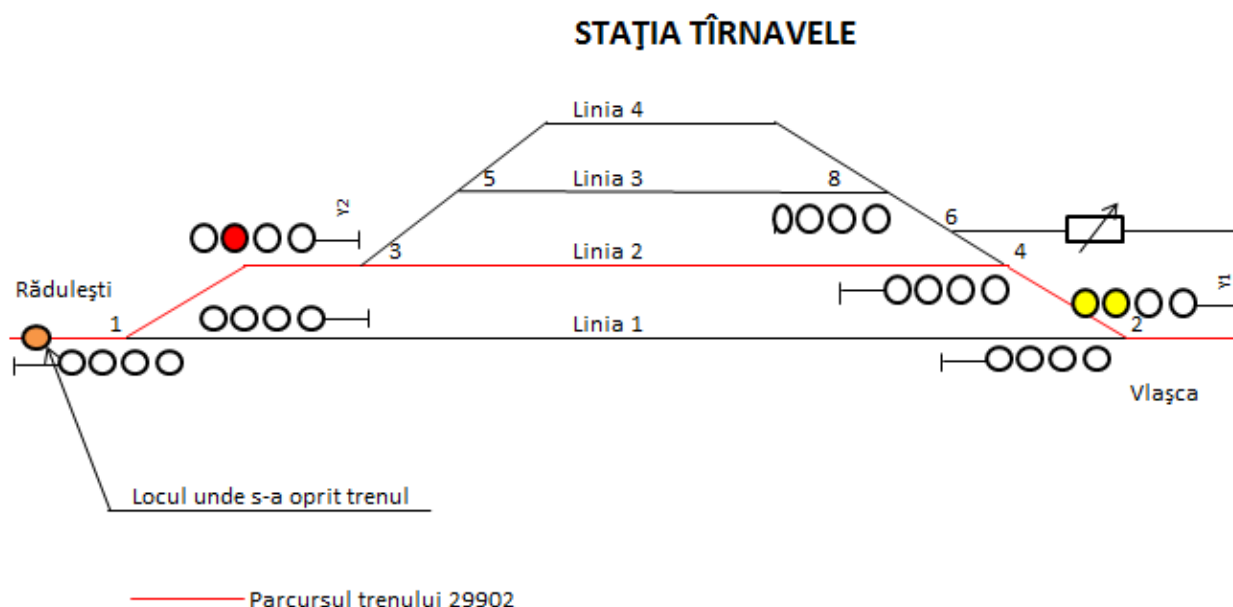 STAŢIA TÎRNAVELE
Linia 4
5
Linia 3
8
Y2
6
3
Linia 2
4
Răduleşti
Y1
1
Linia 1
2
Vlaşca
Locul unde s-a oprit trenul
Parcursul trenului 29902